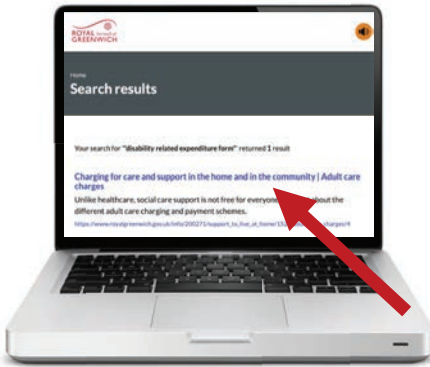 ROYAL borough of
GREENWICH
Home
Search results
Your search for "disability related expenditure form" returned 1 result
Charging for care and support in the home and in the community | Adult care
charges
Unlike healthcare, social care support is not free for everyone about the
different adult care charging and payment schemes.